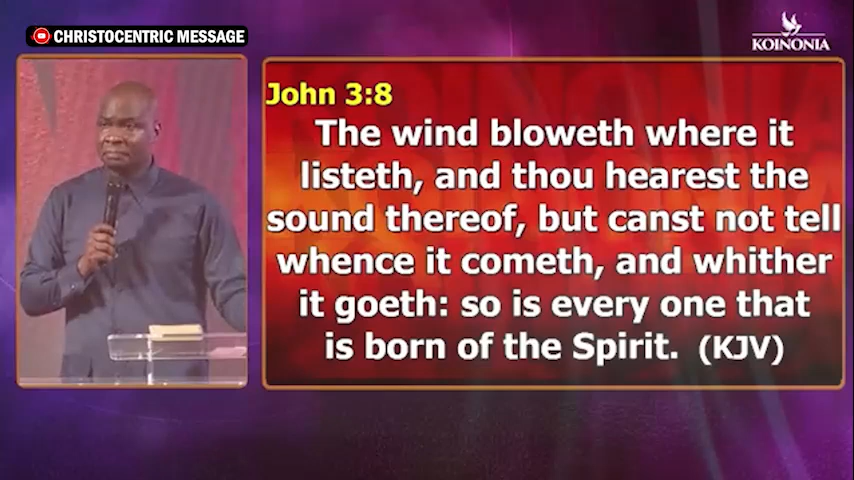 CHRISTOCENTRIC MESSAGE
KOINONIA
John 3:8
The wind bloweth where it
listeth, and thou hearest the
sound thereof, but canst not tell
whence it cometh, and whither
it goeth: so is every one that
is born of the Spirit. (KJV)